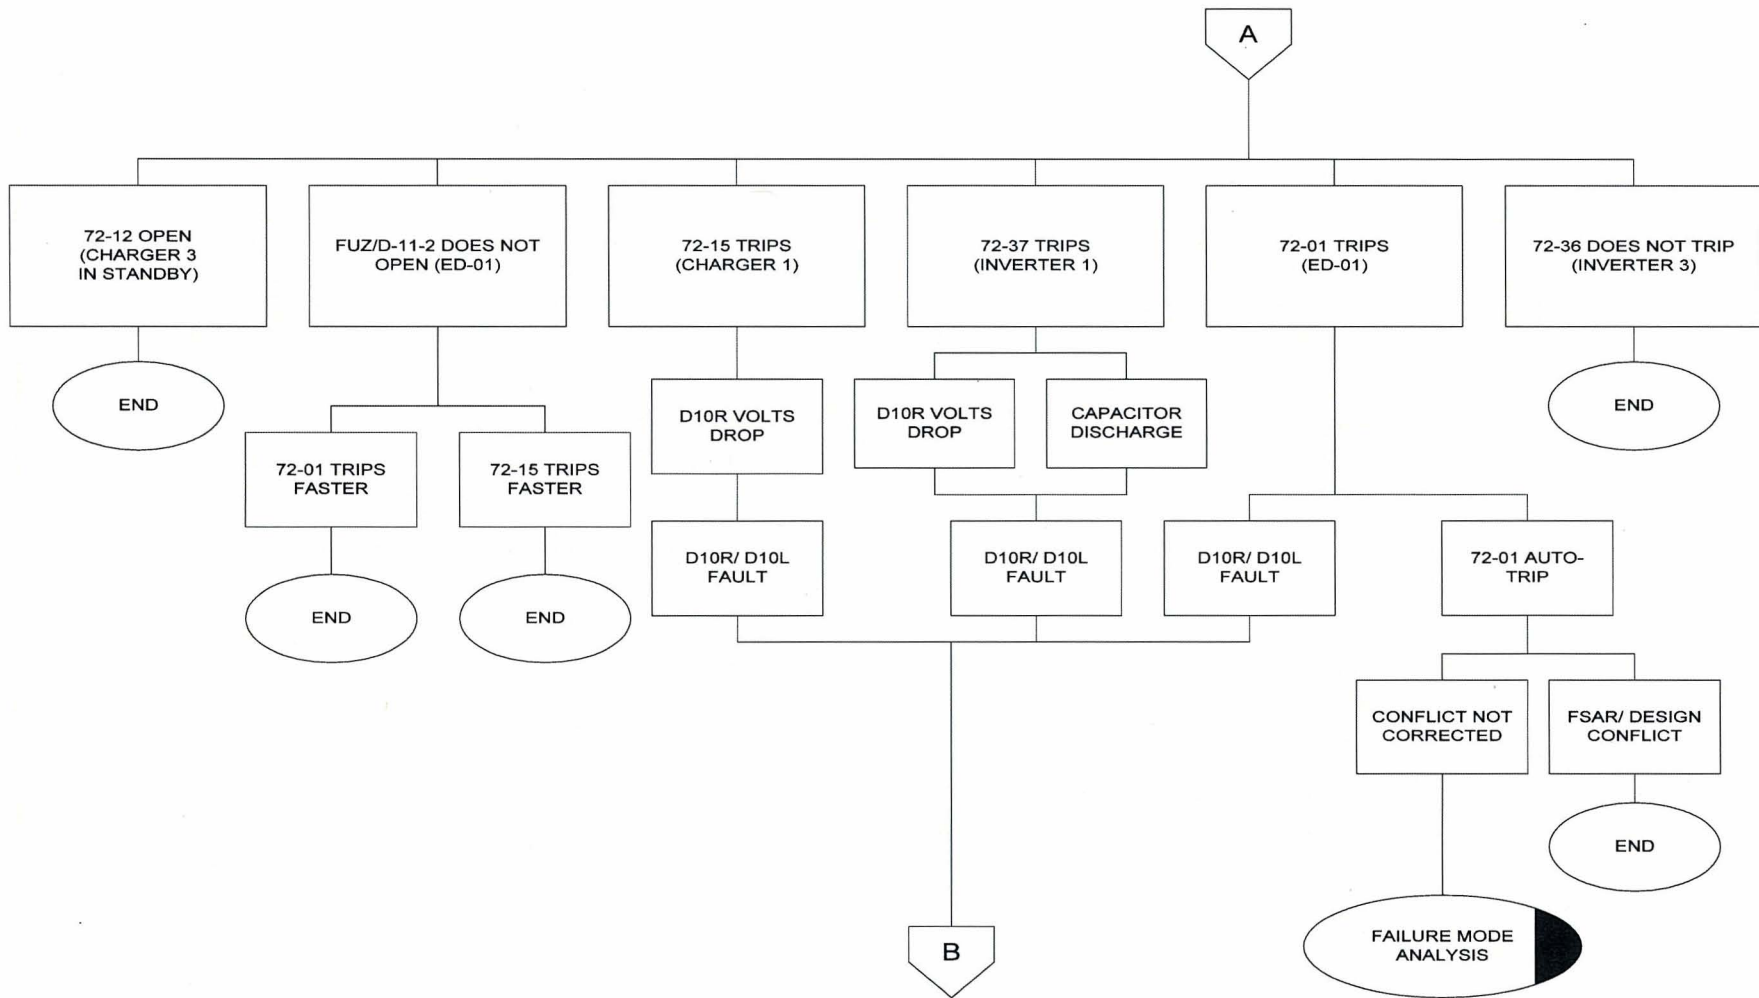 A
72-12 OPEN
(CHARGER 3
IN STANDBY)
FUZ/D-11-2 DOES NOT
OPEN (ED-01)
72-15 TRIPS
(CHARGER 1)
72-37 TRIPS
(INVERTER 1)
72-01 TRIPS
(ED-01)
72-36 DOES NOT TRIP
(INVERTER 3)
END
D10R VOLTS
DROP
D10R VOLTS
DROP
CAPACITOR
DISCHARGE
END
72-01 TRIPS
FASTER
72-15 TRIPS
FASTER
D10R/ D10L
FAULT
D10R/ D10L
FAULT
D10R/ D10L
FAULT
72-01 AUTO-
TRIP
END
END
CONFLICT NOT
CORRECTED
FSAR/ DESIGN
CONFLICT
END
FAILURE MODE
ANALYSIS
B